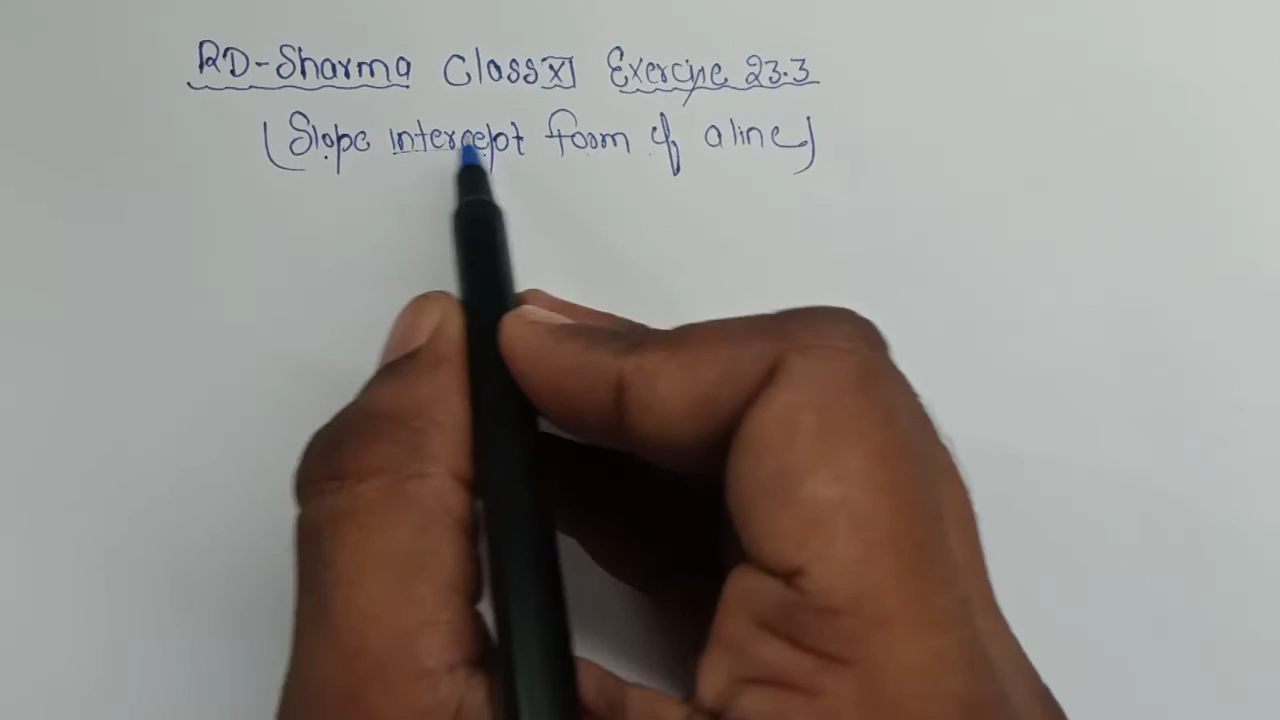 RD-Sharma Class XI Exercise 23.3
(Slope intercept form of a line)